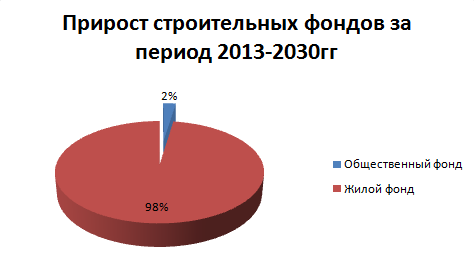 Прирост строительных фондов за
период 2013-2030гг
2%
98%
Общественный фонд
Жилой фонд